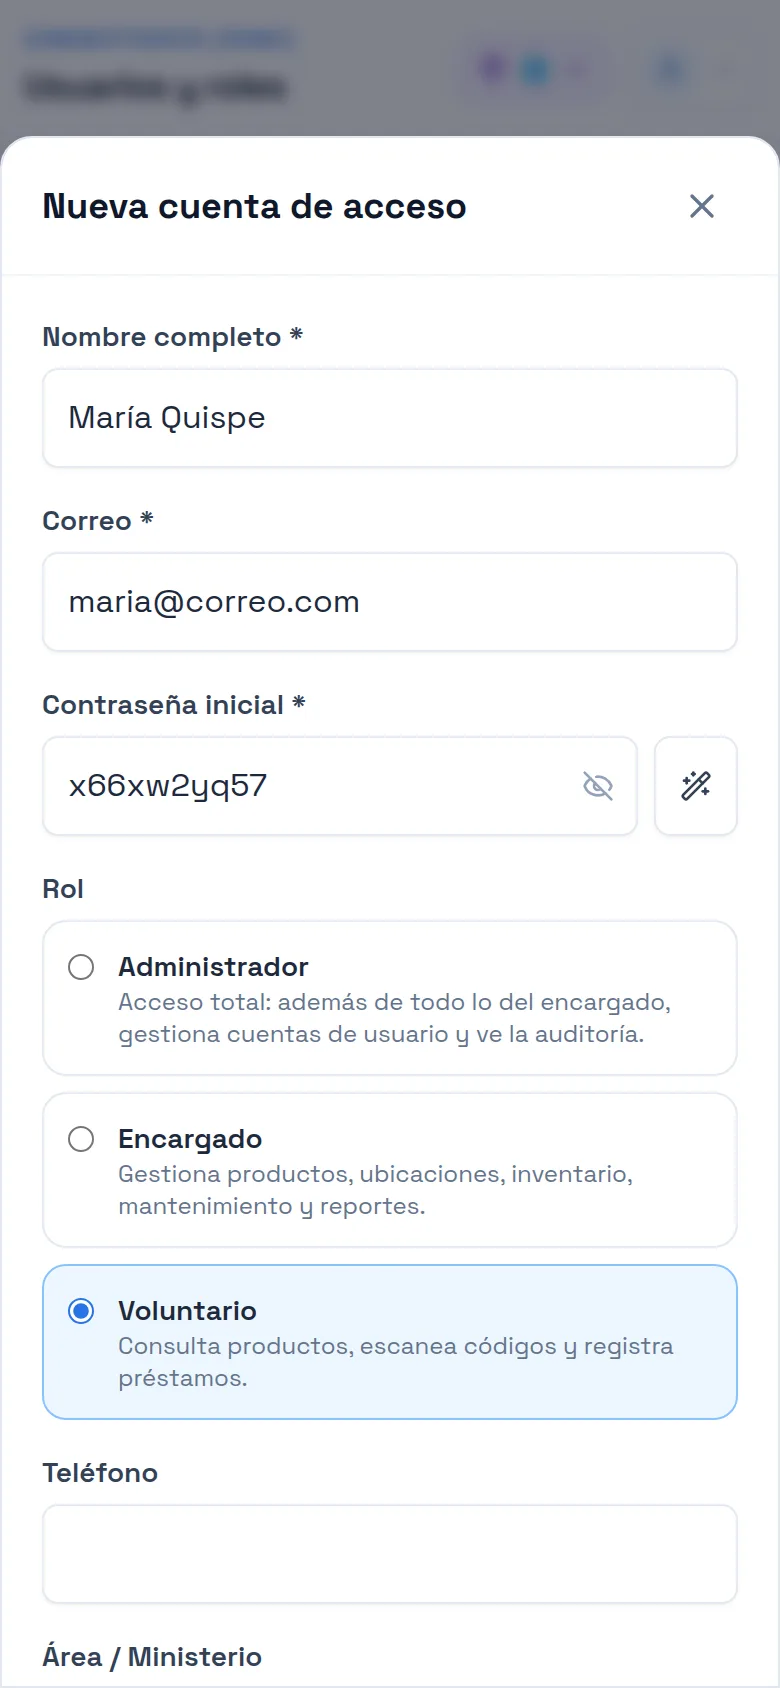 Usuarios y roles
Nueva cuenta de acceso
Nombre completo *
María Quispe
Correo *
maria@correo.com
Contraseña inicial *
x66xw2yq57
Rol
Administrador
Acceso total: además de todo lo del encargado,
gestiona cuentas de usuario y ve la auditoría.
Encargado
Gestiona productos, ubicaciones, inventario,
mantenimiento y reportes.
Voluntario
Consulta productos, escanea códigos y registra
préstamos.
Teléfono
Área / Ministerio